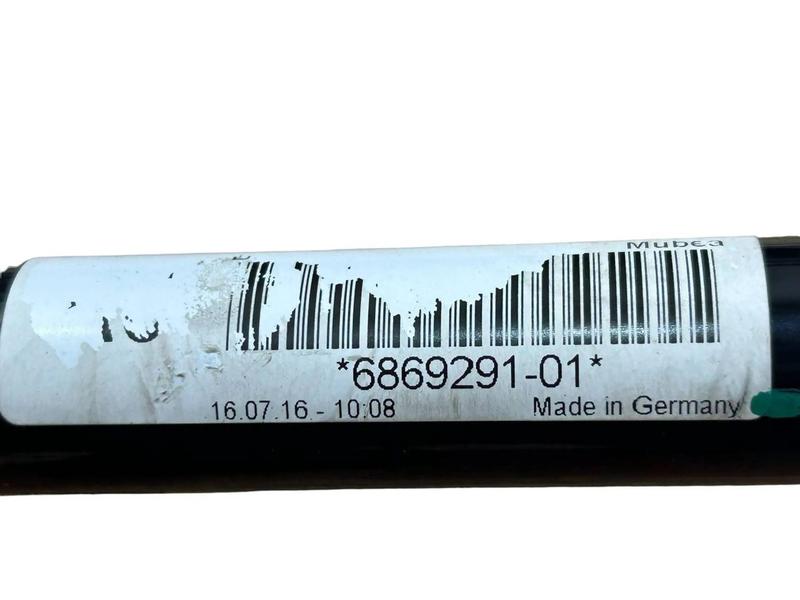 Mubea
*6869291-01*
16.07.16 - 10:08
Made in Germany